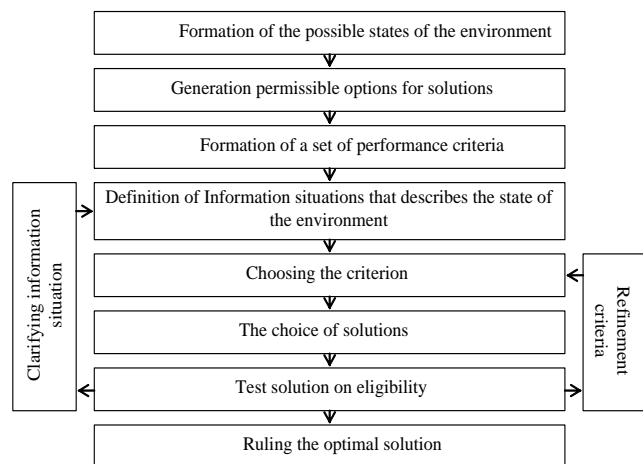 Formation of the possible states of the environment
Generation permissible options for solutions
Formation of a set of performance criteria
Definition of Information situations that describes the state of
the environment
Clarifying information
situation
Choosing the criterion
Refinement
criteria
The choice of solutions
Test solution on eligibility
Ruling the optimal solution